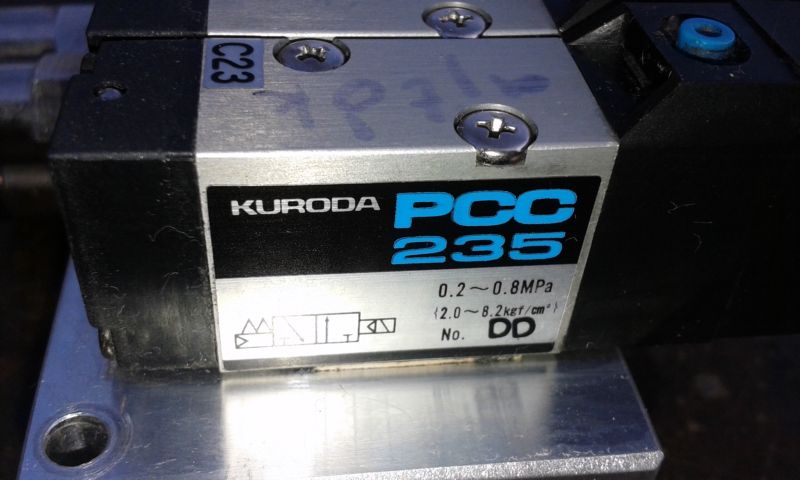 C23
KURODA PCC
235
0.2～0.8MPa
{2.0～8.2kgf/cm²}
No. DD